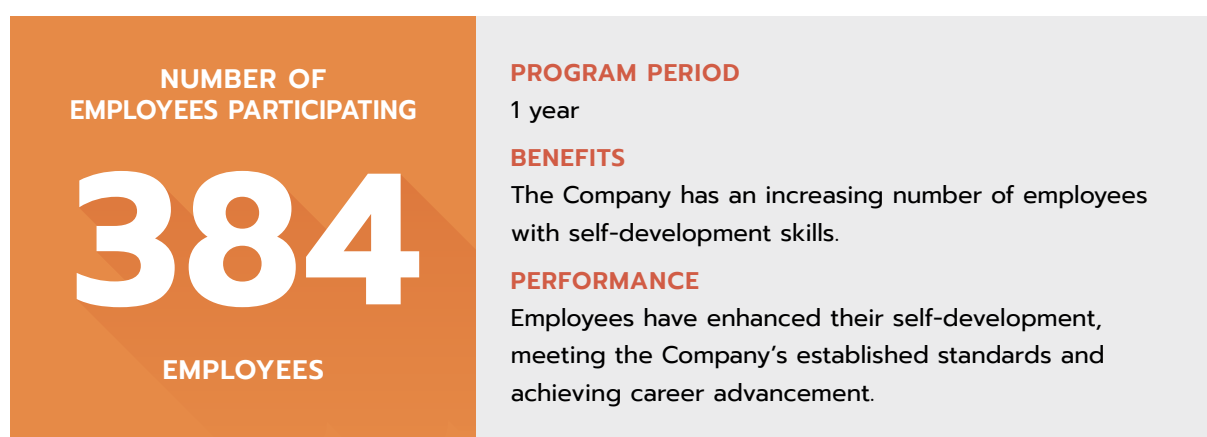 NUMBER OF
EMPLOYEES PARTICIPATING
384
EMPLOYEES
PROGRAM PERIOD
1 year
BENEFITS
The Company has an increasing number of employees
with self-development skills.
PERFORMANCE
Employees have enhanced their self-development,
meeting the Company’s established standards and
achieving career advancement.